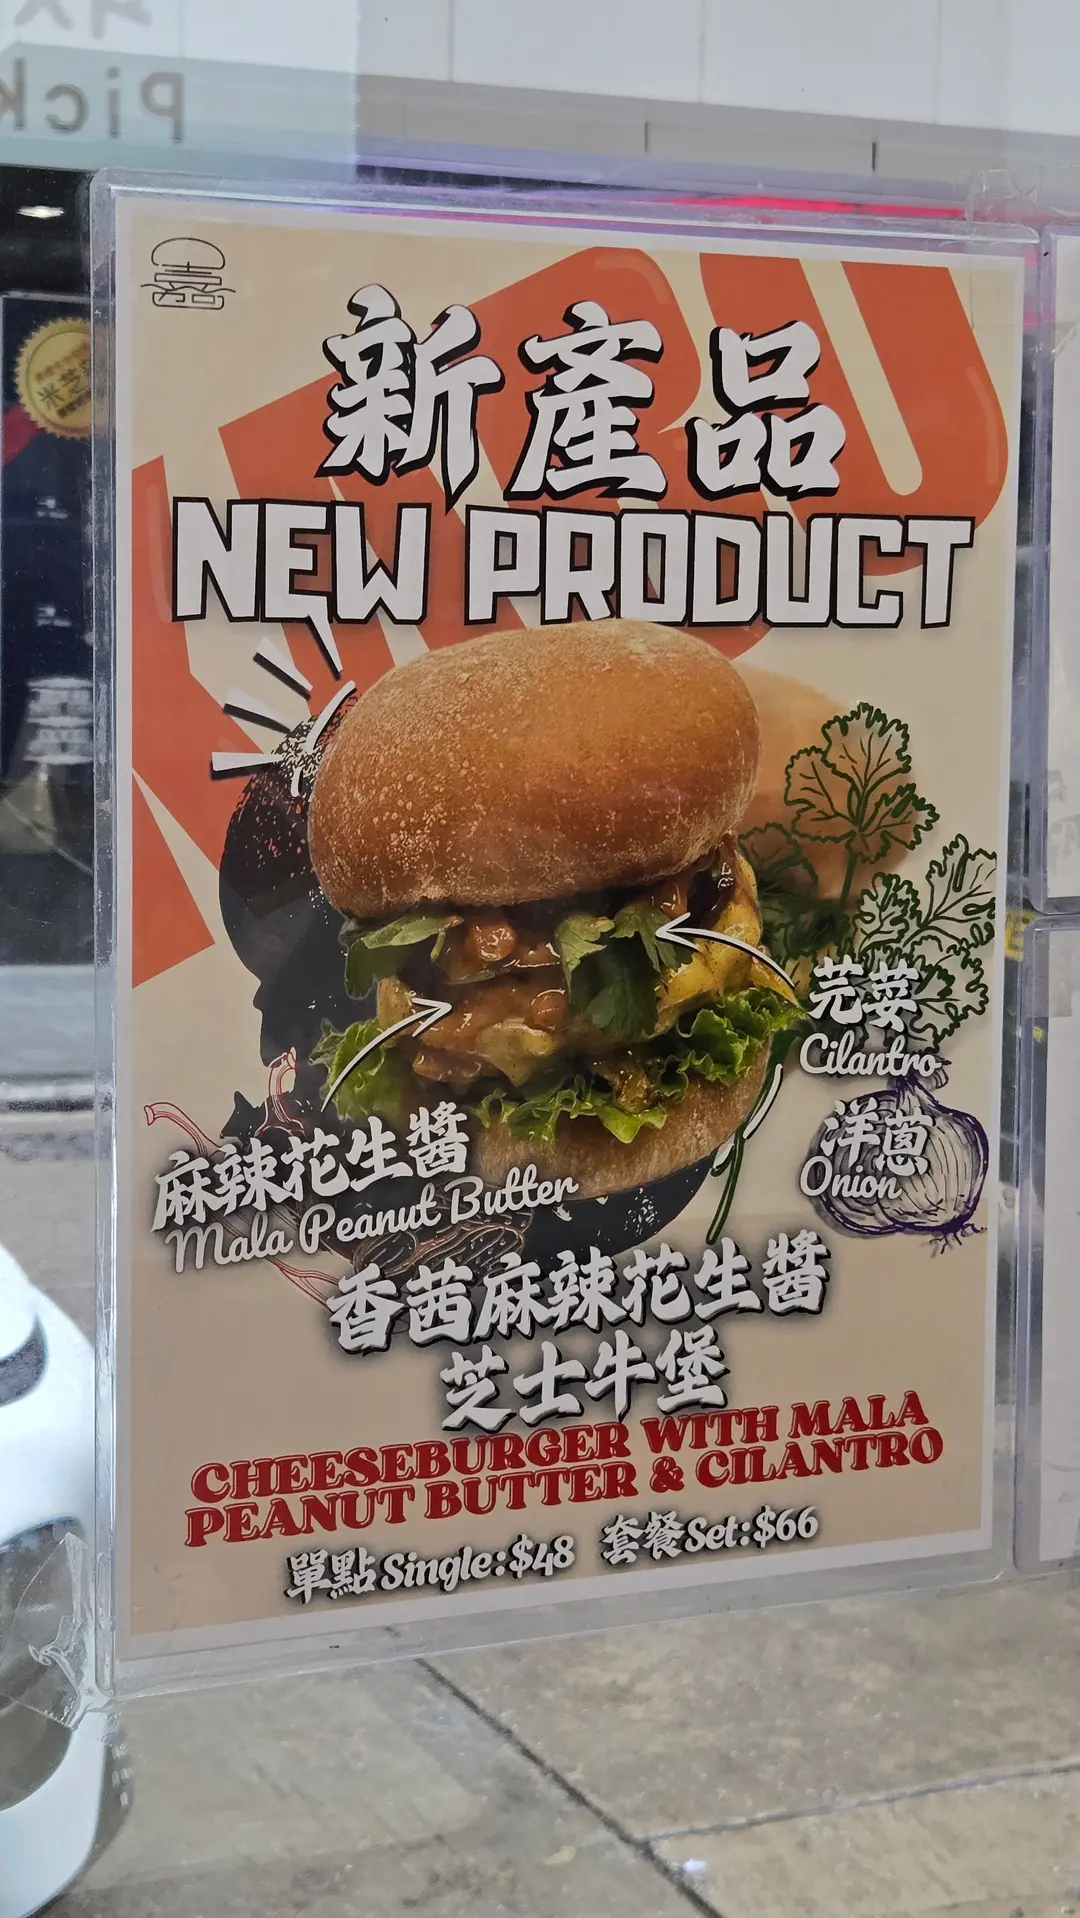 Pick
嘉
新產品
NEW PRODUCT
芫荽
Cilantro
洋蔥
Onion
麻辣花生醬
Mala Peanut Butter
香茜麻辣花生醬
芝士牛堡
CHEESEBURGER WITH MALA
PEANUT BUTTER & CILANTRO
單點Single:$48 套餐Set:$66